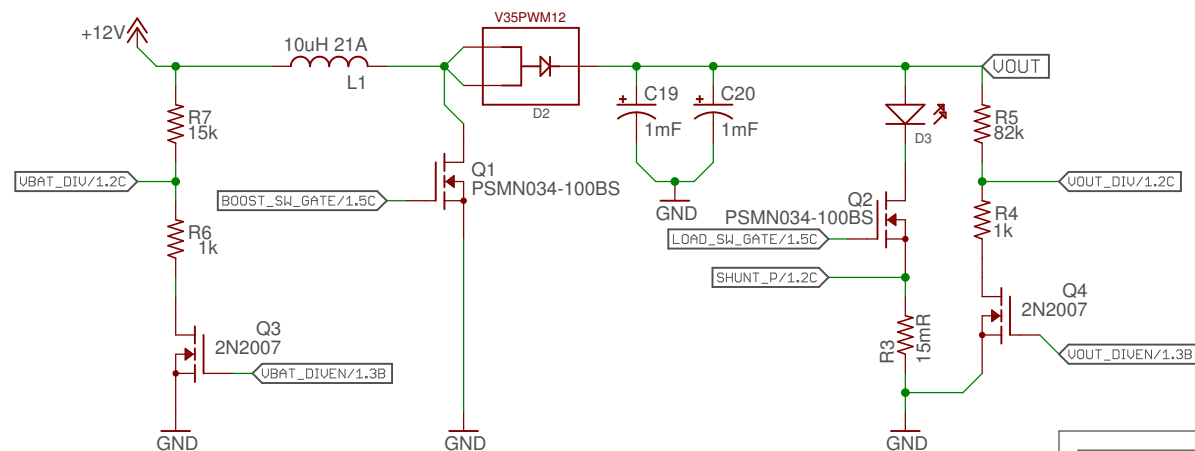 V35PWM12
+12V
10uH 21A
L1
VOUT
D2
R7
15k
C19
1mF
C20
1mF
D3
R5
82k
VBAT_DIV/1.2C
BOOST_SW_GATE/1.5C
Q1
PSMN034-100BS
VOUT_DIV/1.2C
R6
1k
GND
Q2
PSMN034-100BS
R4
1k
LOAD_SW_GATE/1.5C
SHUNT_P/1.2C
Q3
2N2007
Q4
2N2007
R3
15mR
VBAT_DIVEN/1.3B
VOUT_DIVEN/1.3B
GND
GND
GND